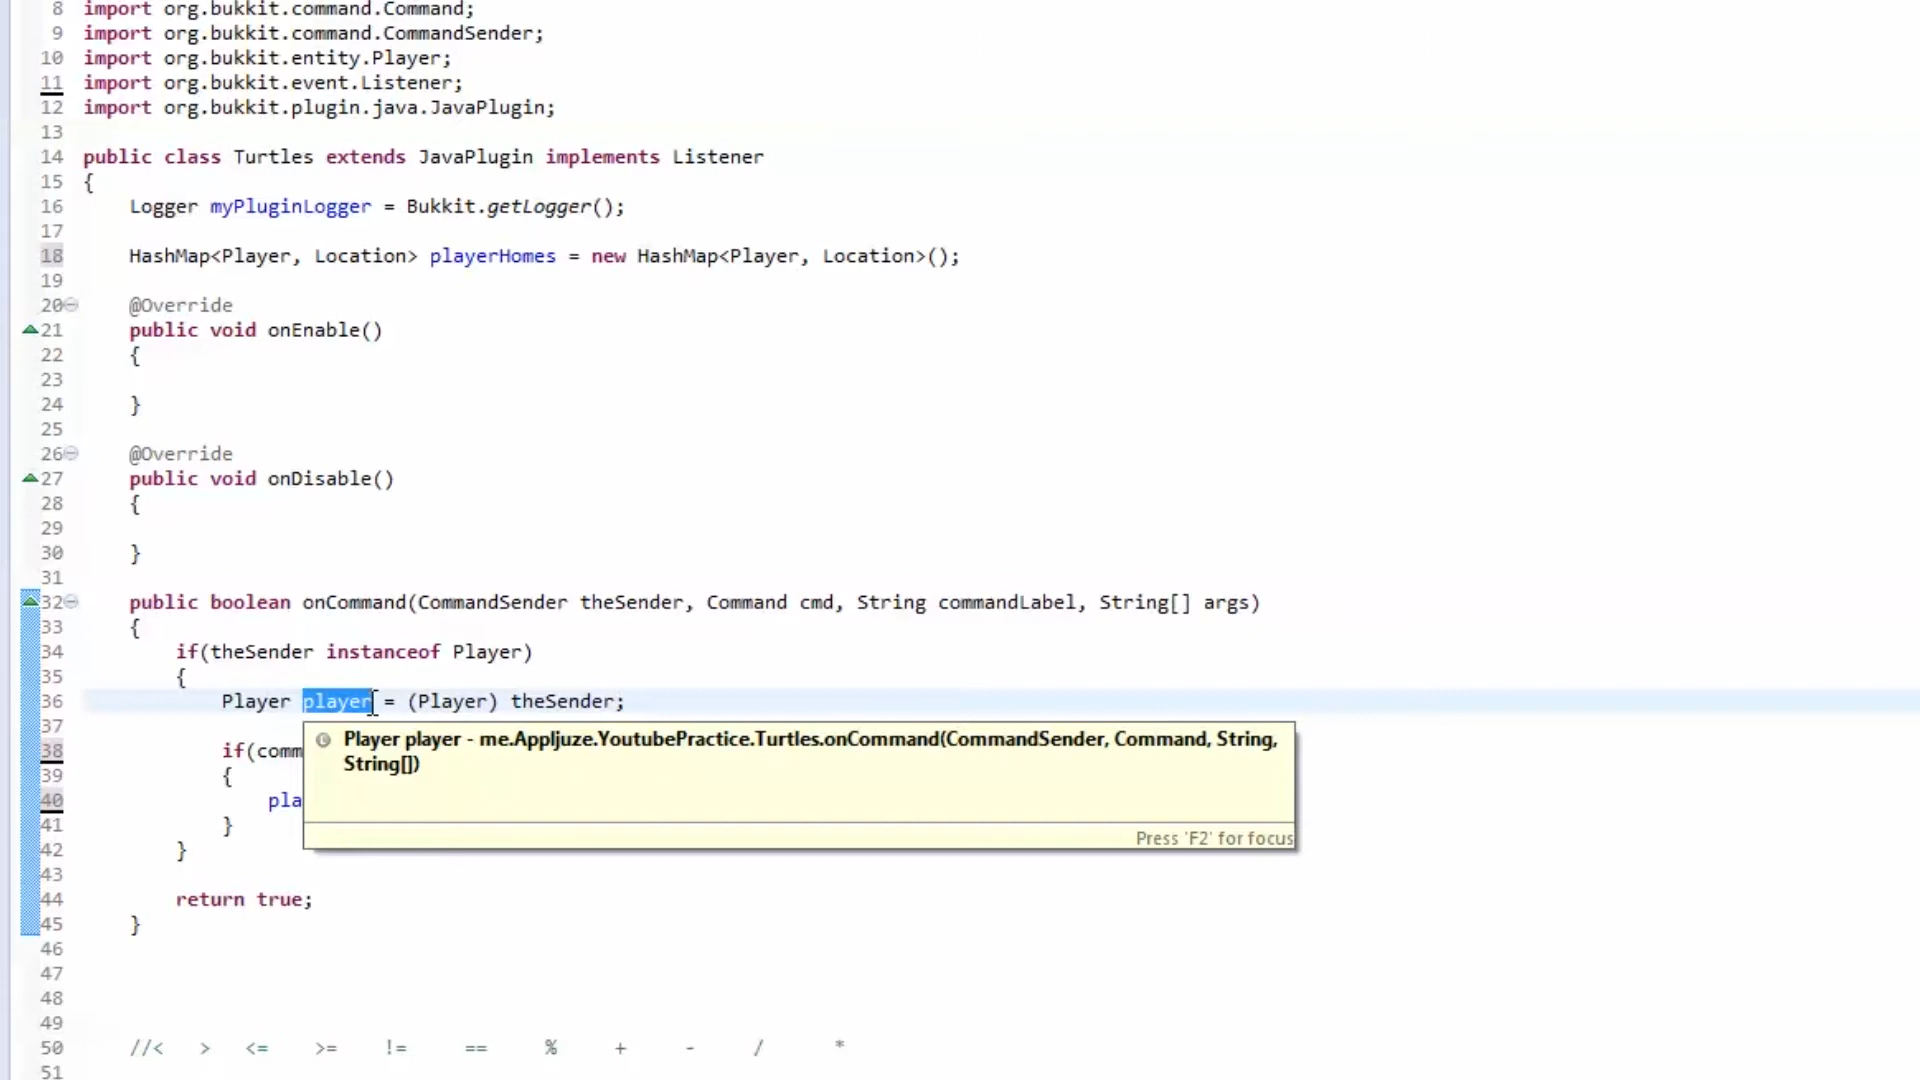 8 import org.bukkit.command.Command;
9 import org.bukkit.command.CommandSender;
10 import org.bukkit.entity.Player;
11 import org.bukkit.event.Listener;
12 import org.bukkit.plugin.java.JavaPlugin;
13
14 public class Turtles extends JavaPlugin implements Listener
15 {
16 Logger myPluginLogger = Bukkit.getLogger();
17
18 HashMap<Player, Location> playerHomes = new HashMap<Player, Location>();
19
20 @Override
21 public void onEnable()
22 {
23
24 }
25
26 @Override
27 public void onDisable()
28 {
29
30 }
31
32 public boolean onCommand(CommandSender theSender, Command cmd, String commandLabel, String[] args)
33 {
34 if(theSender instanceof Player)
35 {
36 Player player = (Player) theSender;
37
Player player - me.Appljuze.YoutubePractice.Turtles.onCommand(CommandSender, Command, String,
38 if(comm
String[])
39 {
40 pla
41 }
Press 'F2' for focus
42 }
43
44 return true;
45 }
46
47
48
49
50 //< > <= >= != == % + - / *
51